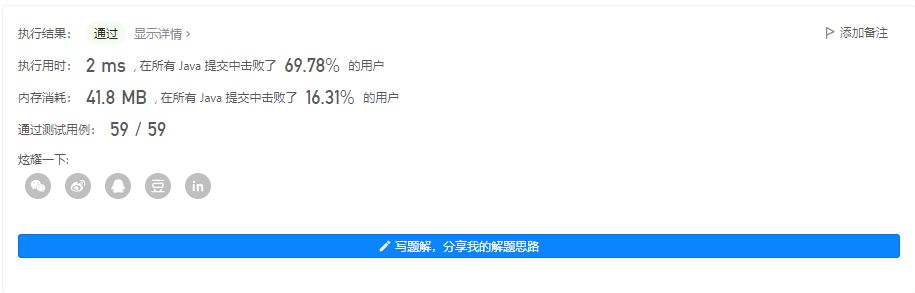 执行结果： 通过 显示详情 › 添加备注
执行用时： 2 ms , 在所有 Java 提交中击败了 69.78% 的用户
内存消耗： 41.8 MB , 在所有 Java 提交中击败了 16.31% 的用户
通过测试用例： 59 / 59
炫耀一下:
豆 in
写题解，分享我的解题思路